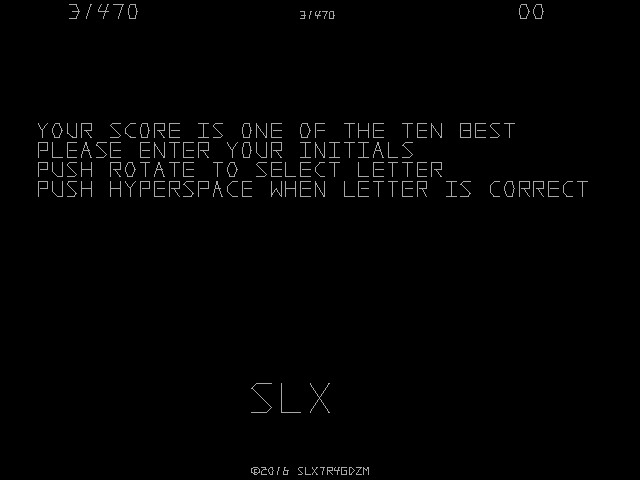 31470 31470 00
YOUR SCORE IS ONE OF THE TEN BEST
PLEASE ENTER YOUR INITIALS
PUSH ROTATE TO SELECT LETTER
PUSH HYPERSPACE WHEN LETTER IS CORRECT
SLX
©2016 SLX7R4GDZM